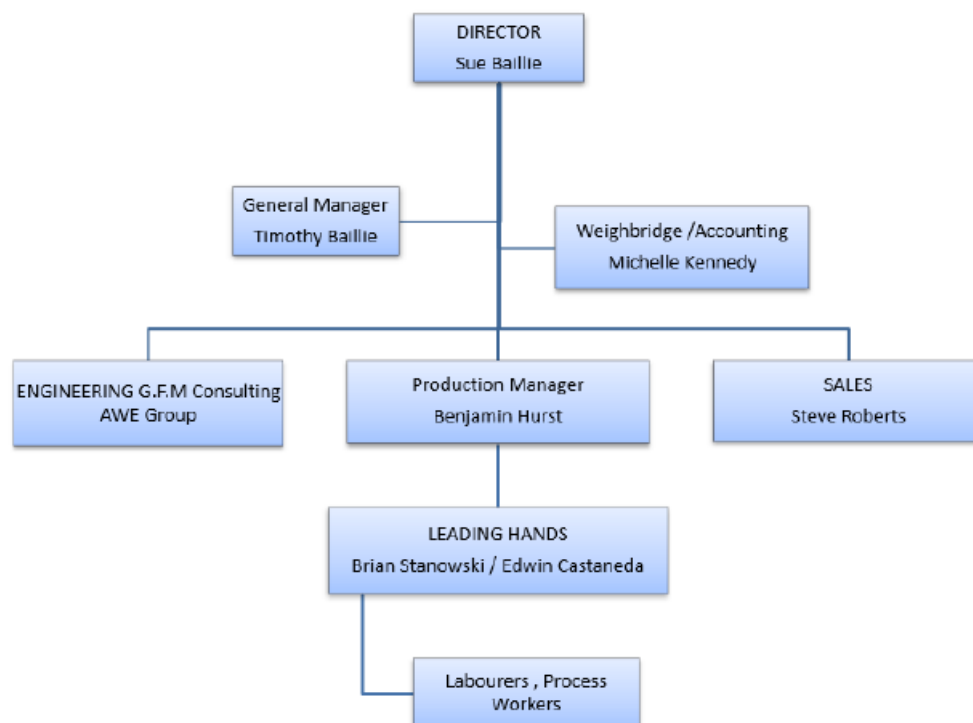 DIRECTOR
Sue Baillie
General Manager
Timothy Baillie
Weighbridge /Accounting
Michelle Kennedy
ENGINEERING G.F.M Consulting
AWE Group
Production Manager
Benjamin Hurst
SALES
Steve Roberts
LEADING HANDS
Brian Stanowski / Edwin Castaneda
Labourers , Process
Workers